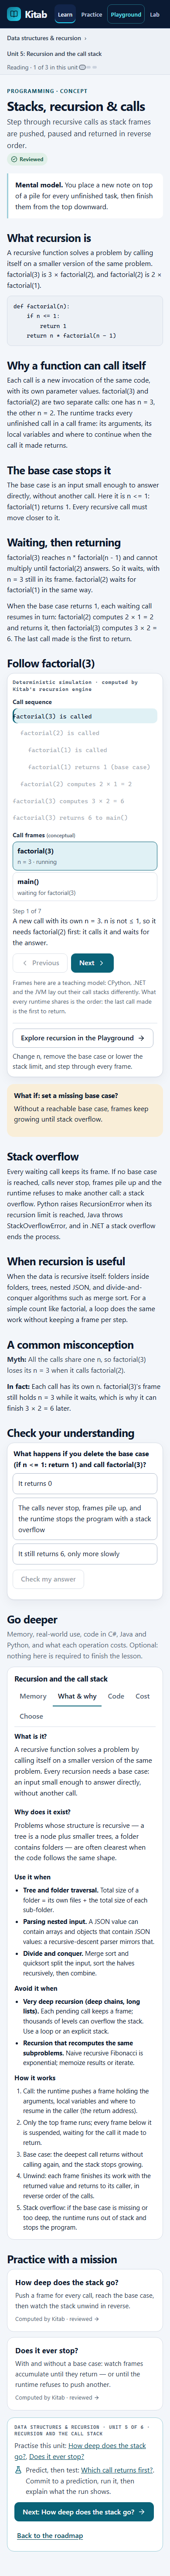 Kitab
Learn
Practice
Playground
Lab
Data structures & recursion ›
Unit 5: Recursion and the call stack
Reading · 1 of 3 in this unit
PROGRAMMING · CONCEPT
Stacks, recursion & calls
Step through recursive calls as stack frames
are pushed, paused and returned in reverse
order.
Reviewed
Mental model. You place a new note on top
of a pile for every unfinished task, then finish
them from the top downward.
What recursion is
A recursive function solves a problem by calling
itself on a smaller version of the same problem.
factorial(3) is 3 × factorial(2), and factorial(2) is 2 ×
factorial(1).
def factorial(n):
    if n <= 1:
        return 1
    return n * factorial(n - 1)
Why a function can call itself
Each call is a new invocation of the same code,
with its own parameter values. factorial(3) and
factorial(2) are two separate calls: one has n = 3,
the other n = 2. The runtime tracks every
unfinished call in a call frame: its arguments, its
local variables and where to continue when the
call it made returns.
The base case stops it
The base case is an input small enough to answer
directly, without another call. Here it is n <= 1:
factorial(1) returns 1. Every recursive call must
move closer to it.
Waiting, then returning
factorial(3) reaches n * factorial(n - 1) and cannot
multiply until factorial(2) answers. So it waits, with
n = 3 still in its frame. factorial(2) waits for
factorial(1) in the same way.
When the base case returns 1, each waiting call
resumes in turn: factorial(2) computes 2 × 1 = 2
and returns it, then factorial(3) computes 3 × 2 =
6. The last call made is the first to return.
Follow factorial(3)
Deterministic simulation · computed by
Kitab's recursion engine
Call sequence
factorial(3) is called
factorial(2) is called
factorial(1) is called
factorial(1) returns 1 (base case)
factorial(2) computes 2 × 1 = 2
factorial(3) computes 3 × 2 = 6
factorial(3) returns 6 to main()
Call frames (conceptual)
factorial(3)
n = 3 · running
main()
waiting for factorial(3)
Step 1 of 7
A new call with its own n = 3. n is not ≤ 1, so it
needs factorial(2) first: it calls it and waits for
the answer.
Previous
Next
Frames here are a teaching model: CPython, .NET
and the JVM lay out their call stacks differently. What
every runtime shares is the order: the last call made
is the first to return.
Explore recursion in the Playground →
Change n, remove the base case or lower the
stack limit, and step through every frame.
What if: set a missing base case?
Without a reachable base case, frames keep
growing until stack overflow.
Stack overflow
Every waiting call keeps its frame. If no base case
is reached, calls never stop, frames pile up and the
runtime refuses to make another call: a stack
overflow. Python raises RecursionError when its
recursion limit is reached, Java throws
StackOverflowError, and in .NET a stack overflow
ends the process.
When recursion is useful
When the data is recursive itself: folders inside
folders, trees, nested JSON, and divide-and-
conquer algorithms such as merge sort. For a
simple count like factorial, a loop does the same
work without keeping a frame per step.
A common misconception
Myth: All the calls share one n, so factorial(3)
loses its n = 3 when it calls factorial(2).
In fact: Each call has its own n. factorial(3)'s frame
still holds n = 3 while it waits, which is why it can
finish 3 × 2 = 6 later.
Check your understanding
What happens if you delete the base case
(if n <= 1: return 1) and call factorial(3)?
It returns 0
The calls never stop, frames pile up, and
the runtime stops the program with a stack
overflow
It still returns 6, only more slowly
Check my answer
Go deeper
Memory, real-world use, code in C#, Java and
Python, and what each operation costs. Optional:
nothing here is required to finish the lesson.
Recursion and the call stack
Memory
What & why
Code
Cost
Choose
What is it?
A recursive function solves a problem by
calling itself on a smaller version of the same
problem. Every recursion needs a base case:
an input small enough to answer directly,
without another call.
Why does it exist?
Problems whose structure is recursive — a
tree is a node plus smaller trees, a folder
contains folders — are often clearest when
the code follows the same shape.
Use it when
• Tree and folder traversal. Total size of a
folder = its own files + the total size of each
sub-folder.
• Parsing nested input. A JSON value can
contain arrays and objects that contain JSON
values: a recursive-descent parser mirrors that.
• Divide and conquer. Merge sort and
quicksort split the input, sort the halves
recursively, then combine.
Avoid it when
• Very deep recursion (deep chains, long
lists). Each pending call keeps a frame;
thousands of levels can overflow the stack.
Use a loop or an explicit stack.
• Recursion that recomputes the same
subproblems. Naive recursive Fibonacci is
exponential; memoize results or iterate.
How it works
1. Call: the runtime pushes a frame holding the
arguments, local variables and where to
resume in the caller (the return address).
2. Only the top frame runs; every frame below it
is suspended, waiting for the call it made to
return.
3. Base case: the deepest call returns without
calling again, and the stack stops growing.
4. Unwind: each frame finishes its work with the
returned value and returns to its caller, in
reverse order of the calls.
5. Stack overflow: if the base case is missing or
too deep, the runtime runs out of stack and
stops the program.
Practice with a mission
How deep does the stack go?
Push a frame for every call, reach the base case,
then watch the stack unwind in reverse.
Computed by Kitab · reviewed →
Does it ever stop?
With and without a base case: watch frames
accumulate until they return — or until the
runtime refuses to push another.
Computed by Kitab · reviewed →
DATA STRUCTURES & RECURSION · UNIT 5 OF 6 ·
RECURSION AND THE CALL STACK
Practise this unit: How deep does the stack
go?, Does it ever stop?
Predict, then test: Which call returns first?.
Commit to a prediction, run it, then
explain what the run shows.
Next: How deep does the stack go? →
Back to the roadmap